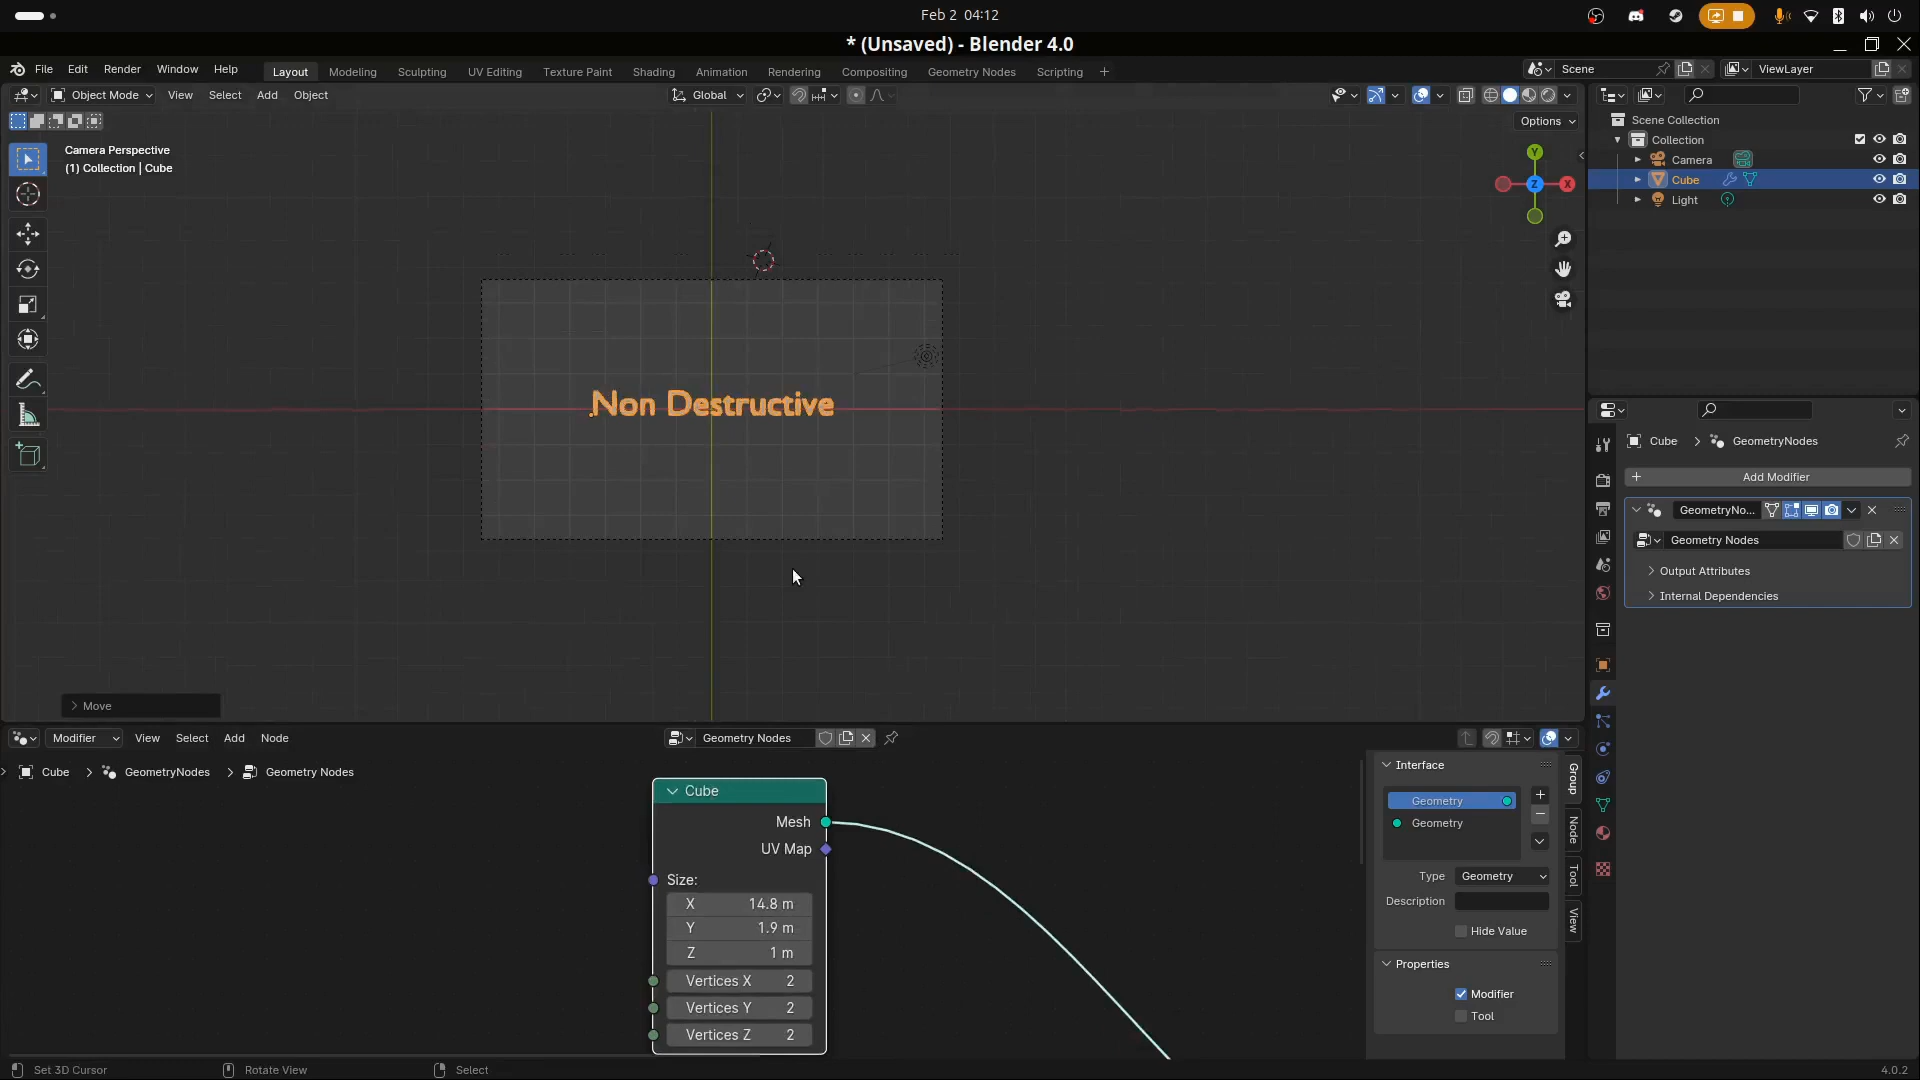 Feb 2 04:12
* (Unsaved) - Blender 4.0
File Edit Render Window Help Layout Modeling Sculpting UV Editing Texture Paint Shading Animation Rendering Compositing Geometry Nodes Scripting + Scene ViewLayer
Object Mode View Select Add Object Global
Options
Camera Perspective
(1) Collection | Cube
Y
X
Z
Non Destructive
Move
Scene Collection
Collection
Camera
Cube
Light
Cube > GeometryNodes
+ Add Modifier
GeometryNo...
Geometry Nodes
Output Attributes
Internal Dependencies
Modifier View Select Add Node Geometry Nodes
Cube > GeometryNodes > Geometry Nodes
Cube
Mesh
UV Map
Size:
X 14.8 m
Y 1.9 m
Z 1 m
Vertices X 2
Vertices Y 2
Vertices Z 2
Interface
Geometry
Geometry
Type Geometry
Description
Hide Value
Properties
Modifier
Tool
Group
Node
Tool
View
Set 3D Cursor Rotate View Select 4.0.2